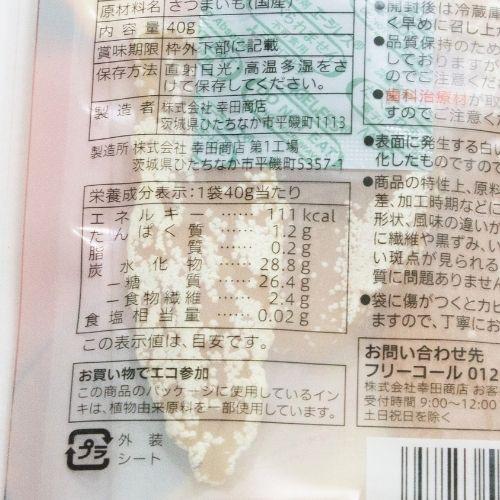 原材料名 さつまいも(国産)
内容量 40g
賞味期限 枠外下部に記載
保存方法 直射日光・高温多湿をさ
けて保存してください。
製造者 株式会社 幸田商店
茨城県ひたちなか市平磯町1113
製造所 株式会社 幸田商店 第1工場
茨城県ひたちなか市平磯町5357-1
栄養成分表示:1袋40g当たり
エネルギー …… 111kcal
たんぱく質 …… 1.2g
脂質 …… 0.2g
炭水化物 …… 28.8g
－糖質 …… 26.4g
－食物繊維 …… 2.4g
食塩相当量 …… 0.02g
この表示値は、目安です。
お買い物でエコ参加
この商品のパッケージに使用しているイン
キは、植物由来原料を一部使用しています。
プラ
外装
シート
●開封後は冷蔵
く早めに召し上
●品質保持のため
しておりますが
のでご注意くだ
●歯科治療材が取
すのでご注意くだ
●表面に発生する白い
化したものですので
●商品の特性上、原料
差、加工時期などに
形状、風味の違いか
に繊維や黒ずみ、い
い斑点が見られる
質に問題ありません
●袋に傷がつくとカビ
ますので、丁寧にお
お問い合わせ先
フリーコール 012
株式会社幸田商店 お客
受付時間 9:00～12:00
土日祝日を除く